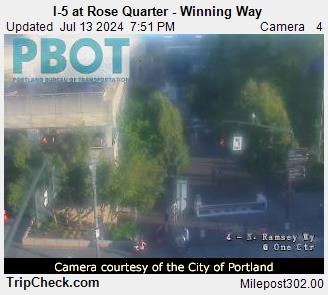 I-5 at Rose Quarter - Winning Way
Updated Jul 13 2024 7:51 PM Camera 4
PBOT
PORTLAND BUREAU OF TRANSPORTATION
4 - N. Ramsey Wy
@ One Ctr
Camera courtesy of the City of Portland
TripCheck.com Milepost302.00